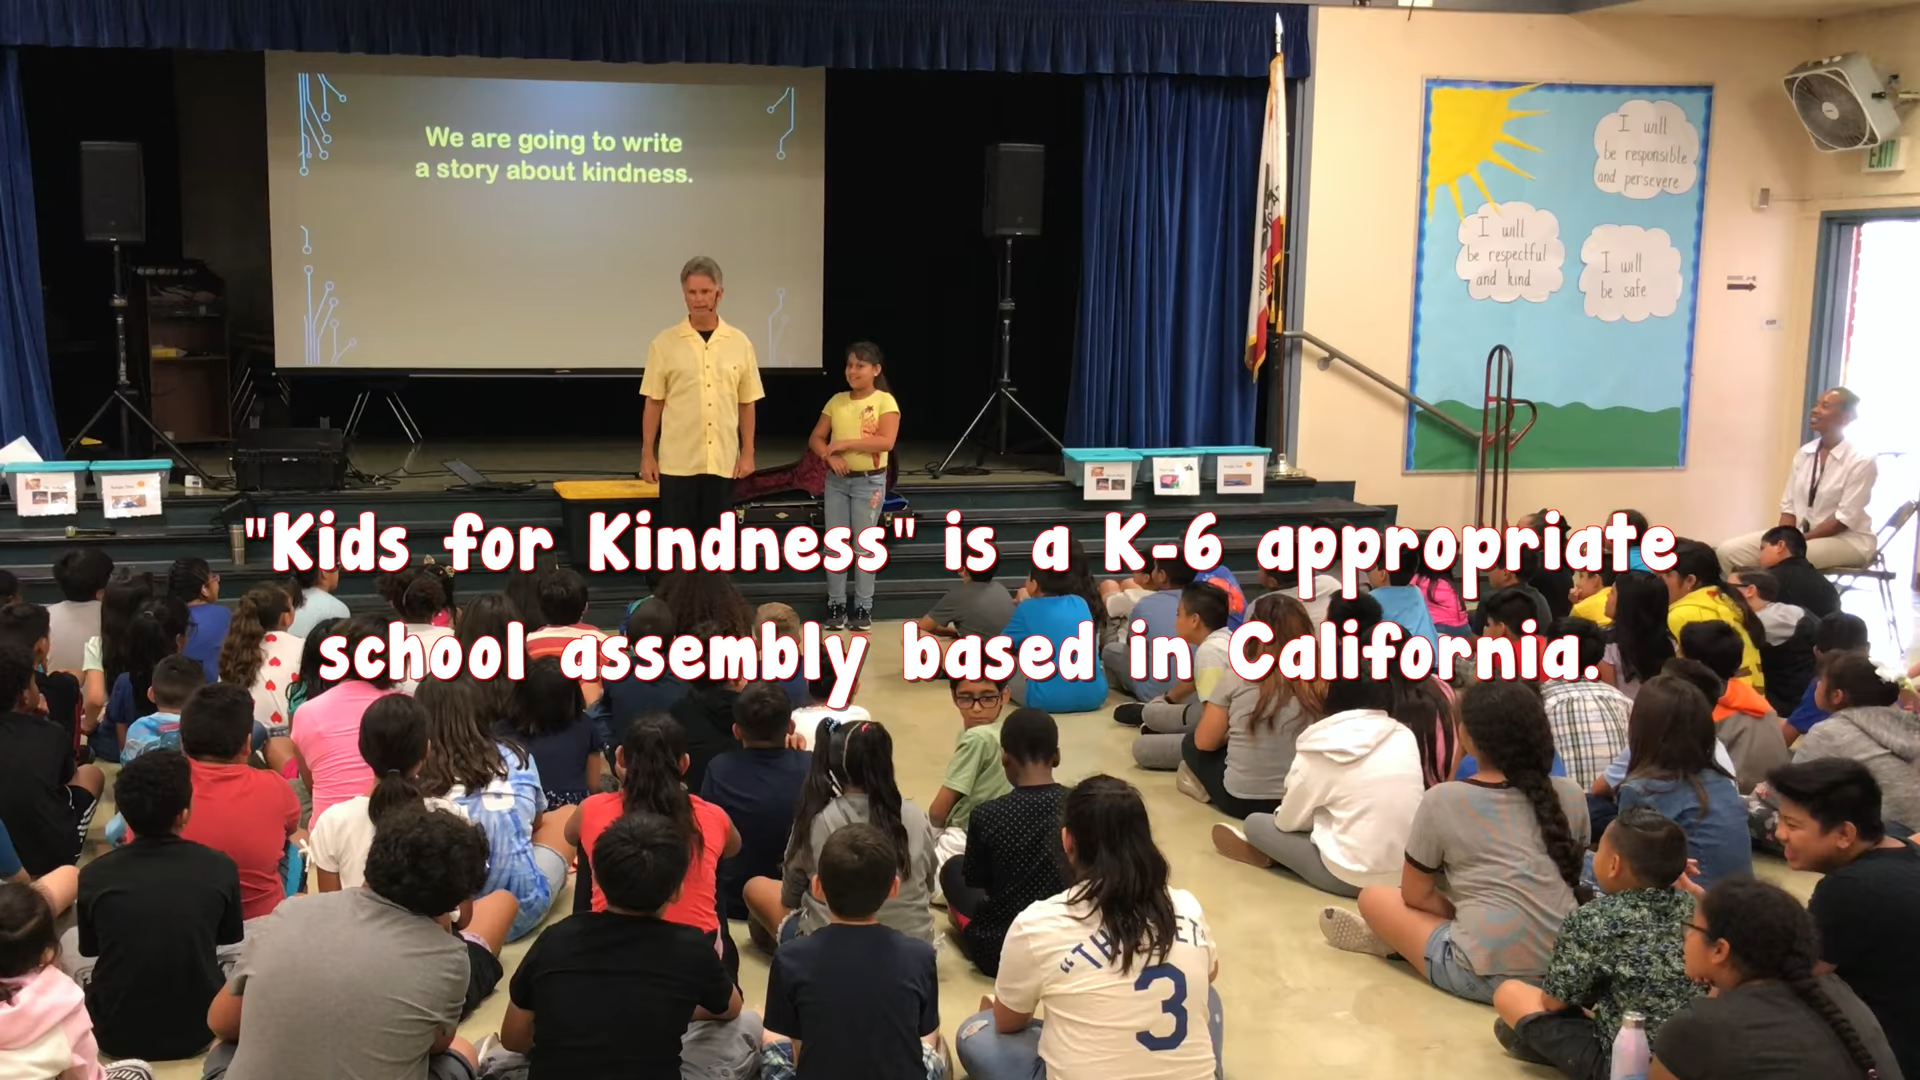 We are going to write
a story about kindness.
I will
be responsible
and persevere
I will
be respectful
and kind
I will
be safe
EXIT
"Kids for Kindness" is a K-6 appropriate
school assembly based in California.
3